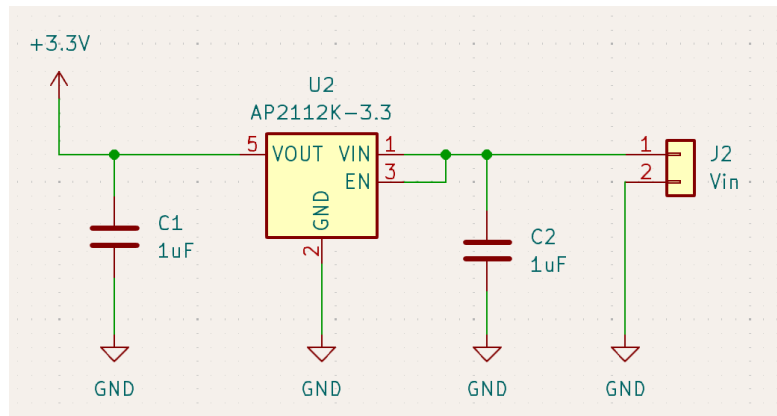 +3.3V
U2
AP2112K-3.3
5
VOUT
VIN
1
EN
3
GND
2
C1
1uF
C2
1uF
1
2
J2
Vin
GND
GND
GND
GND